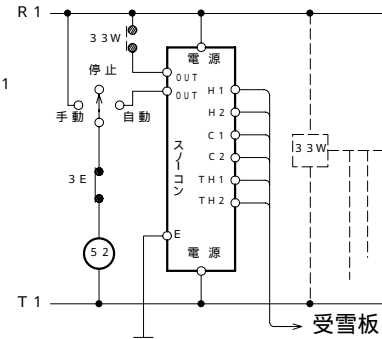 R1
33W
電源
停止
OUT
OUT
1
手動
自動
H1
H2
C1
C2
TH1
TH2
スノーコン
33W
3E
E
52
電源
T1
受雪板